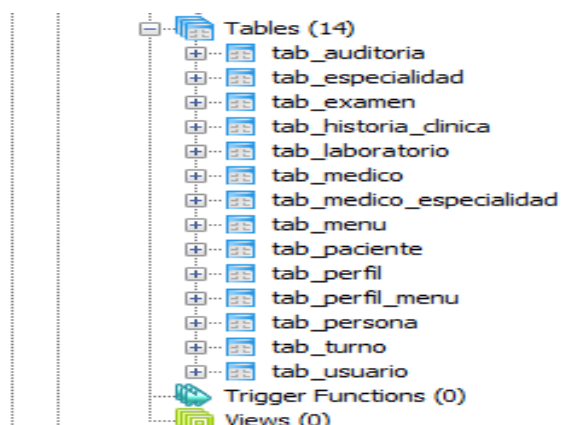 Tables (14)
tab_auditoria
tab_especialidad
tab_examen
tab_historia_clinica
tab_laboratorio
tab_medico
tab_medico_especialidad
tab_menu
tab_paciente
tab_perfil
tab_perfil_menu
tab_persona
tab_turno
tab_usuario
Trigger Functions (0)
Views (0)